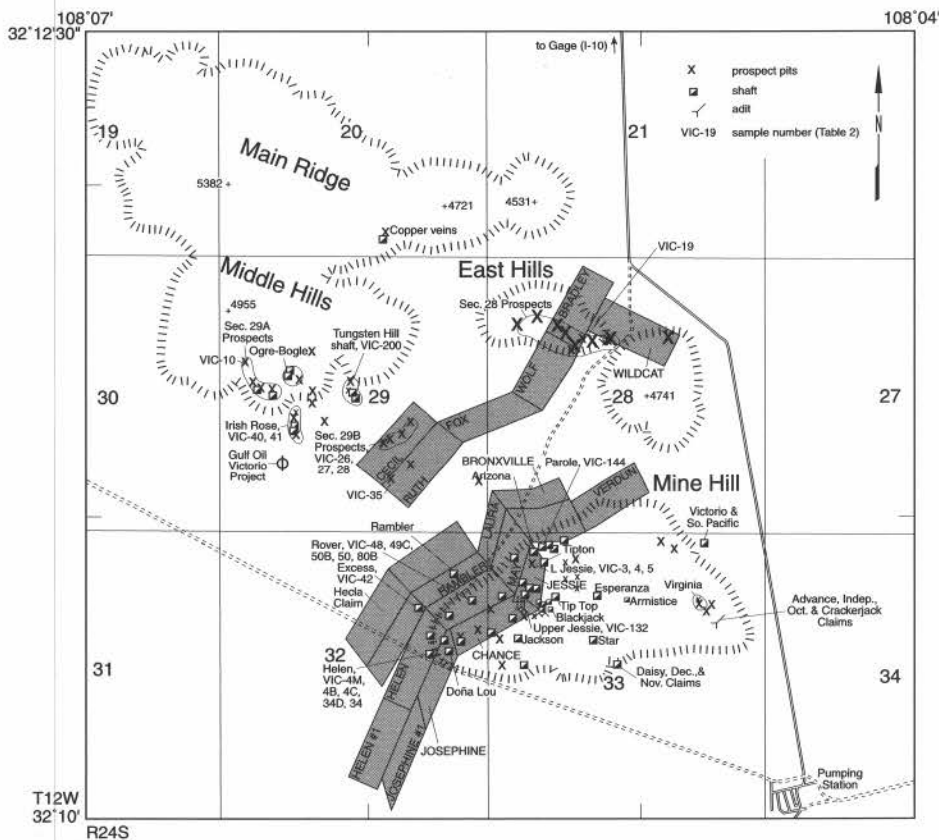 108°07'
108°04'
32°12'30"
to Gage (I-10)
X prospect pits
shaft
adit
VIC-19 sample number (Table 2)
N
19
20
21
Main Ridge
5382 +
+4721
4531+
Copper veins
VIC-19
Middle Hills
East Hills
+4955
Sec. 28 Prospects
BRADLEY
Sec. 29A
Prospects
VIC-10
Ogre-Bogle
Tungsten Hill
shaft, VIC-200
WOLF
WILDCAT
30
29
28
+4741
27
Irish Rose,
VIC-40, 41
Sec. 29B
Prospects,
VIC-26,
27, 28
FOX
CECIL
RUTH
Gulf Oil
Victorio
Project
VIC-35
BRONXVILLE
Arizona
Parole, VIC-144
VERDUN
Mine Hill
LAURA
Victorio &
So. Pacific
Rambler
Rover, VIC-48, 49C,
50B, 50, 80B
Excess,
VIC-42
Hecla
Claim
RAMBLER
Tipton
L Jessie, VIC-3, 4, 5
JESSIE
Esperanza
Armistice
Virginia
Tip Top
Blackjack
Advance, Indep.,
Oct. & Crackerjack
Claims
Upper Jessie, VIC-132
Jackson
Star
31
32
CHANCE
33
34
Helen,
VIC-4M,
4B, 4C,
34D, 34
HELEN
Doña Lou
Daisy, Dec.,&
Nov. Claims
JOSEPHINE
HELEN #1
JOSEPHINE #1
Pumping
Station
T12W
32°10'
R24S